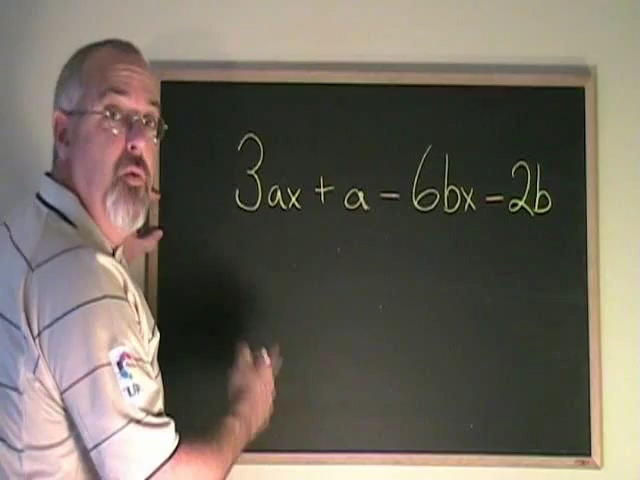 3ax + a - 6bx - 2b